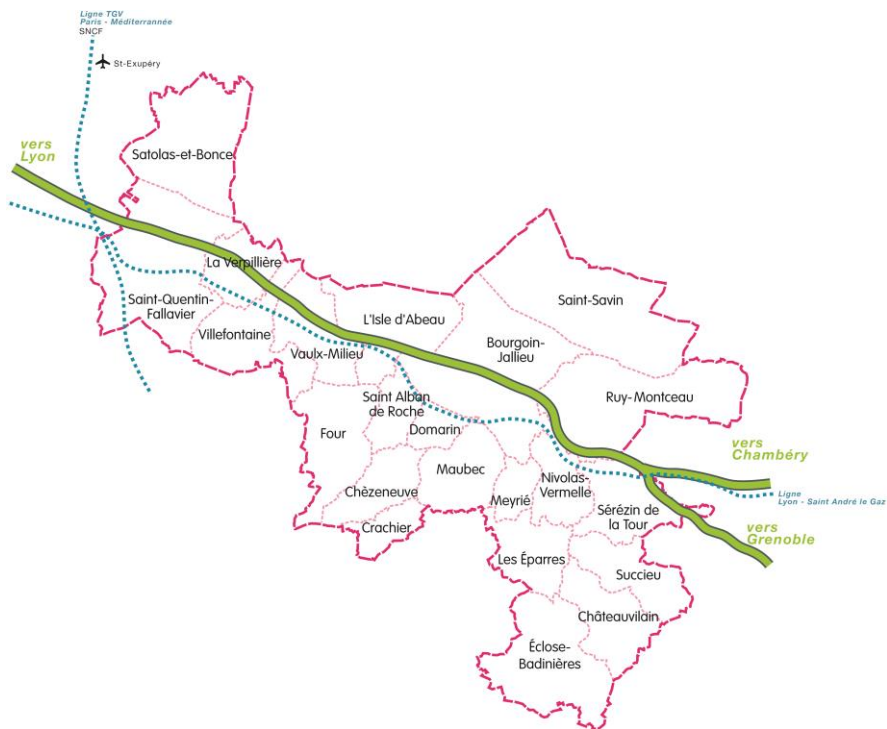 Ligne TGV
Paris - Méditerrannée
SNCF
St-Exupéry
vers
Lyon
Satolas-et-Bonce
La Verpillière
Saint-Quentin-
Fallavier
Villefontaine
L'Isle d'Abeau
Saint-Savin
Bourgoin-
Jallieu
Vaulx-Milieu
Ruy-Montceau
Saint Alban
de Roche
Four
Domarin
vers
Chambéry
Maubec
Nivolas-
Vermelle
Chèzeneuve
Meyrié
Ligne
Lyon - Saint André le Gaz
Sérézin de
la Tour
Crachier
vers
Grenoble
Les Éparres
Succieu
Châteauvilain
Éclose-
Badinières